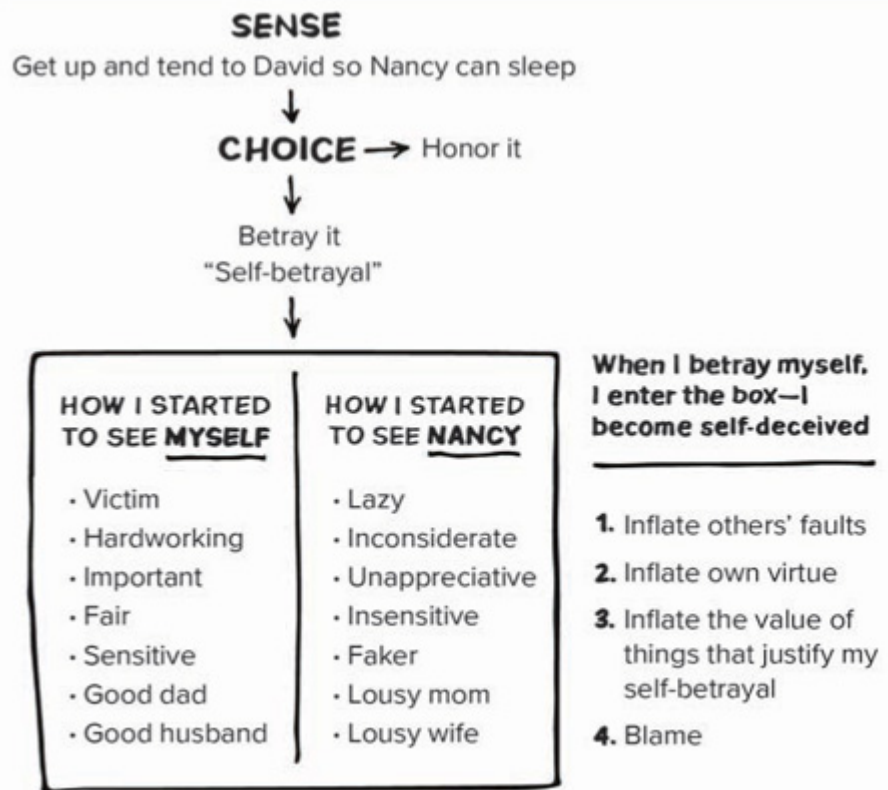 SENSE
Get up and tend to David so Nancy can sleep
CHOICE → Honor it
Betray it
“Self-betrayal”
HOW I STARTED
TO SEE MYSELF
· Victim
· Hardworking
· Important
· Fair
· Sensitive
· Good dad
· Good husband
HOW I STARTED
TO SEE NANCY
· Lazy
· Inconsiderate
· Unappreciative
· Insensitive
· Faker
· Lousy mom
· Lousy wife
When I betray myself,
I enter the box—I
become self-deceived
1. Inflate others’ faults
2. Inflate own virtue
3. Inflate the value of
things that justify my
self-betrayal
4. Blame